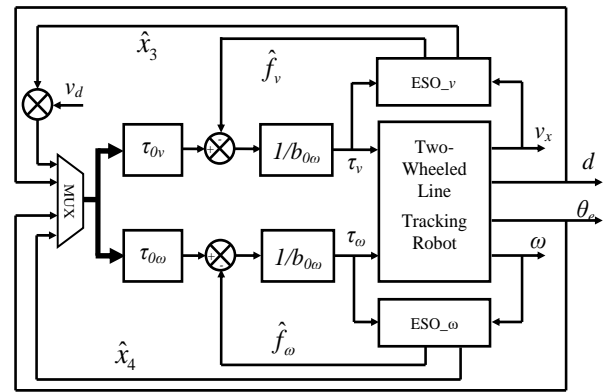 x̂₃
f̂ᵥ
ESO_v
v_d
MUX
τ₀ᵥ
+
-
1/b₀ω
τᵥ
Two-
Wheeled
Line
Tracking
Robot
vₓ
d
θₑ
ω
τ₀ω
+
-
1/b₀ω
τω
ESO_ω
f̂ω
x̂₄